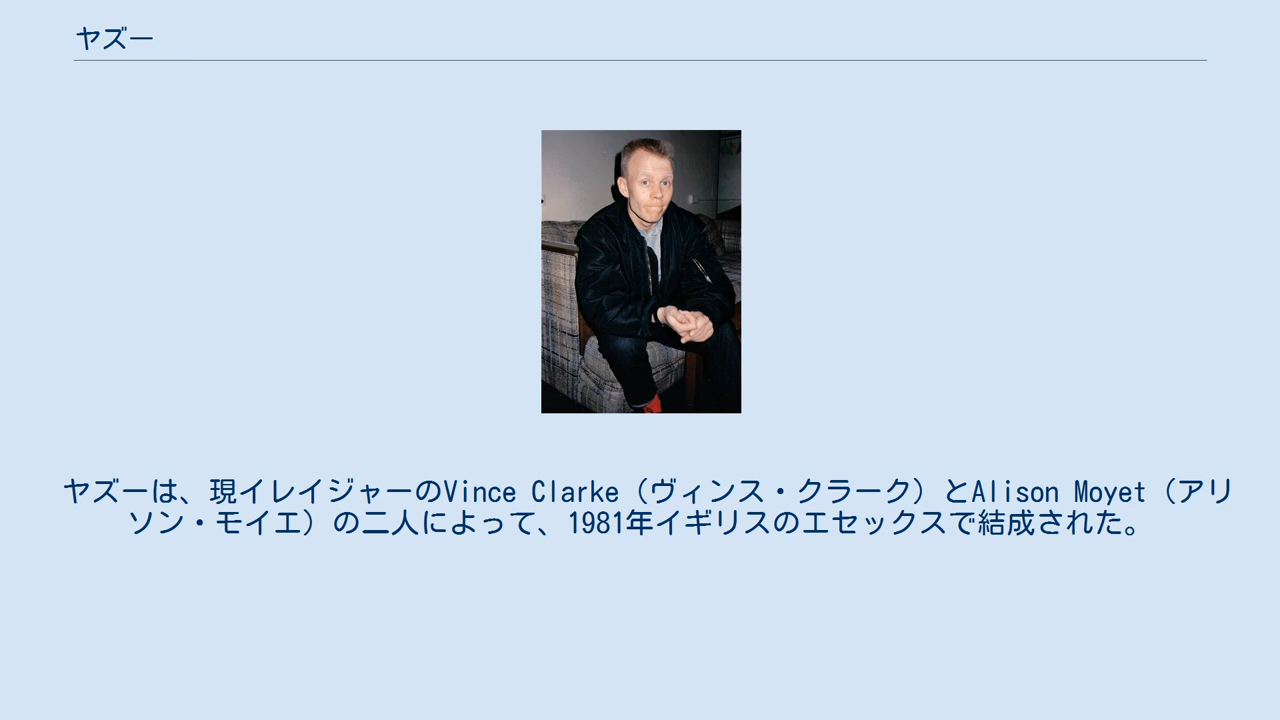 ヤズー
ヤズーは、現イレイジャーのVince Clarke（ヴィンス・クラーク）とAlison Moyet（アリ
ソン・モイエ）の二人によって、1981年イギリスのエセックスで結成された。